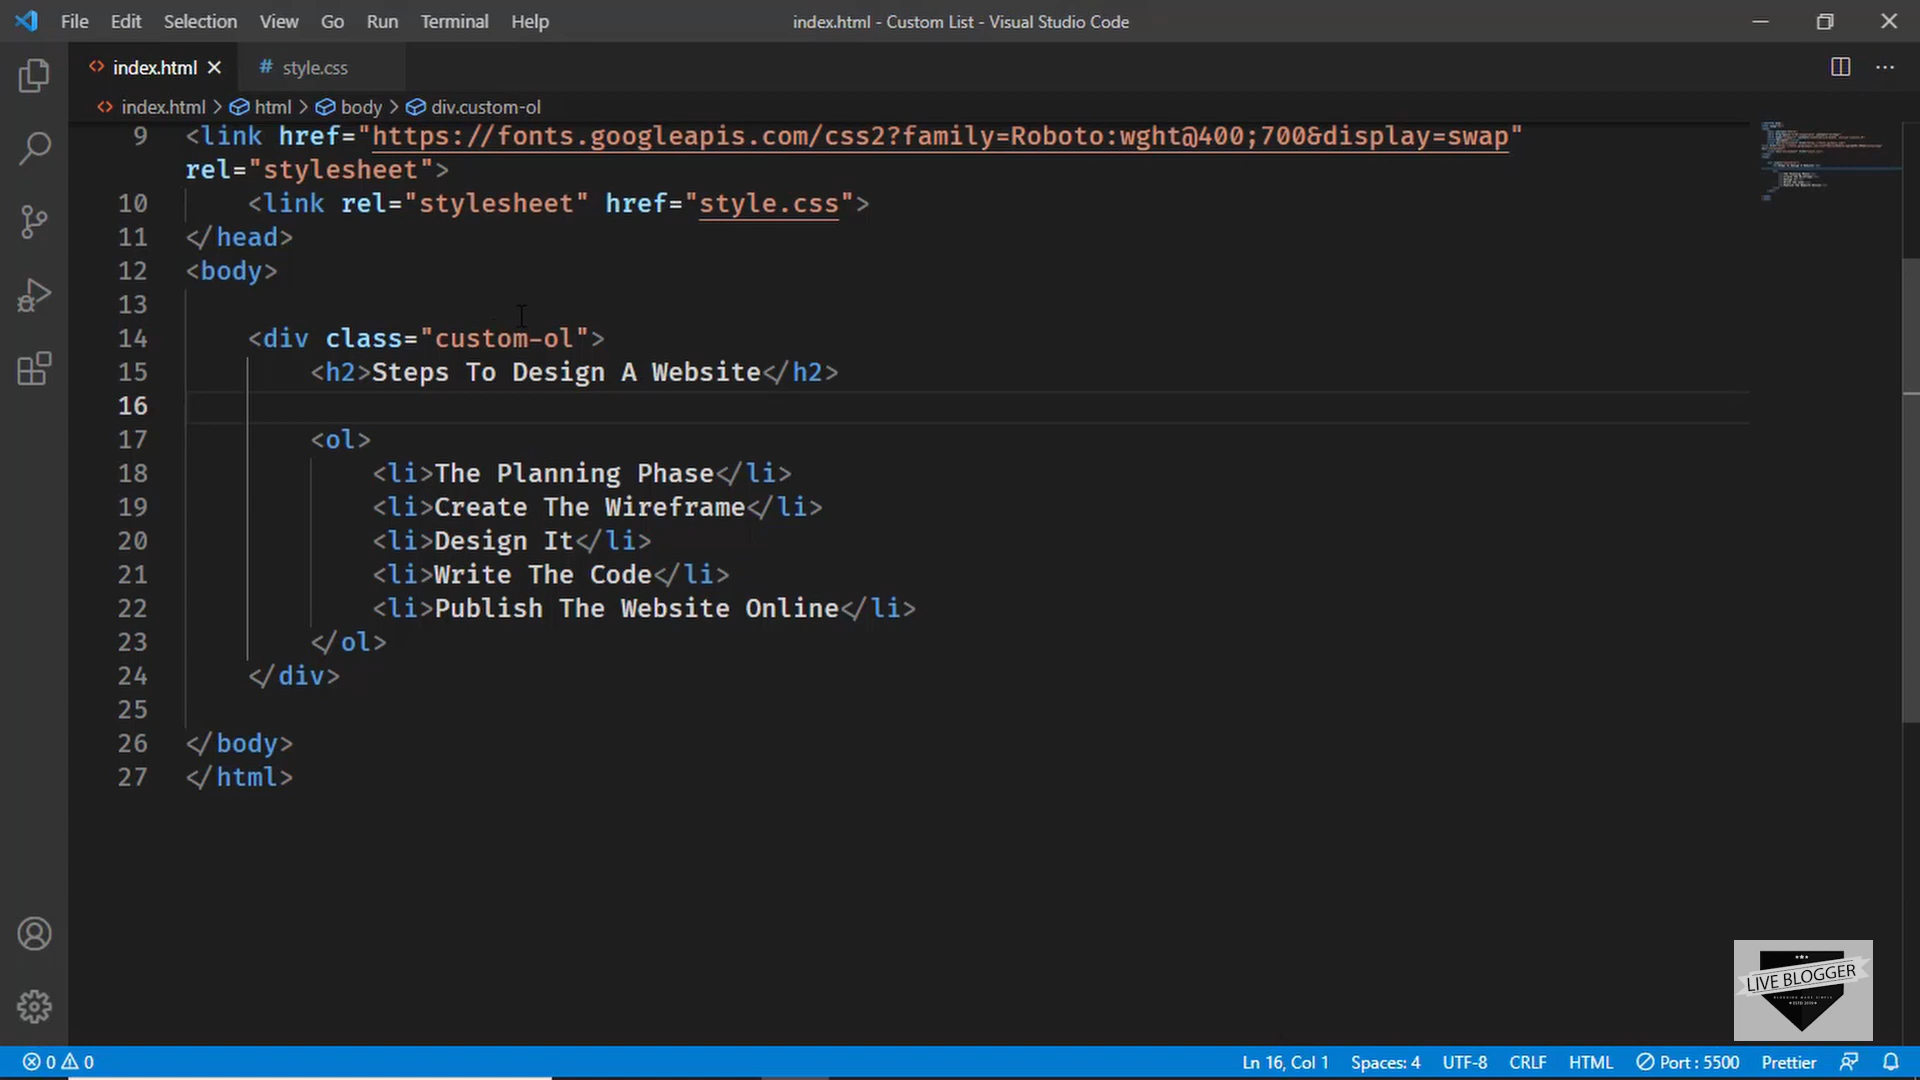 File Edit Selection View Go Run Terminal Help index.html - Custom List - Visual Studio Code
<> index.html # style.css
<> index.html > html > body > div.custom-ol
9 <link href="https://fonts.googleapis.com/css2?family=Roboto:wght@400;700&display=swap"
rel="stylesheet">
10 <link rel="stylesheet" href="style.css">
11 </head>
12 <body>
13
14 <div class="custom-ol">
15 <h2>Steps To Design A Website</h2>
16
17 <ol>
18 <li>The Planning Phase</li>
19 <li>Create The Wireframe</li>
20 <li>Design It</li>
21 <li>Write The Code</li>
22 <li>Publish The Website Online</li>
23 </ol>
24 </div>
25
26 </body>
27 </html>
LIVE BLOGGER
BLOGGING MADE SIMPLE
0 0 Ln 16, Col 1 Spaces: 4 UTF-8 CRLF HTML Port : 5500 Prettier